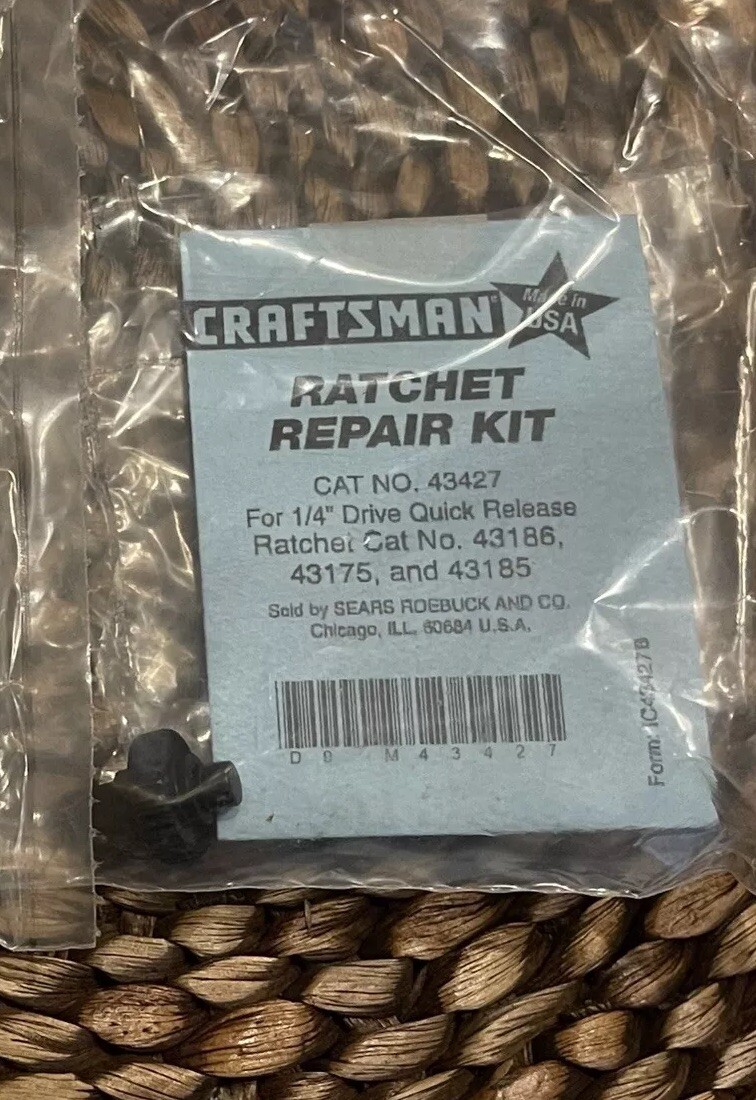 CRAFTSMAN®
Made in
USA
RATCHET
REPAIR KIT
CAT NO. 43427
For 1/4" Drive Quick Release
Ratchet Cat No. 43186,
43175, and 43185
Sold by SEARS ROEBUCK AND CO.
Chicago, ILL. 60684 U.S.A.
D 9 M 4 3 4 2 7
Form: IC43427B